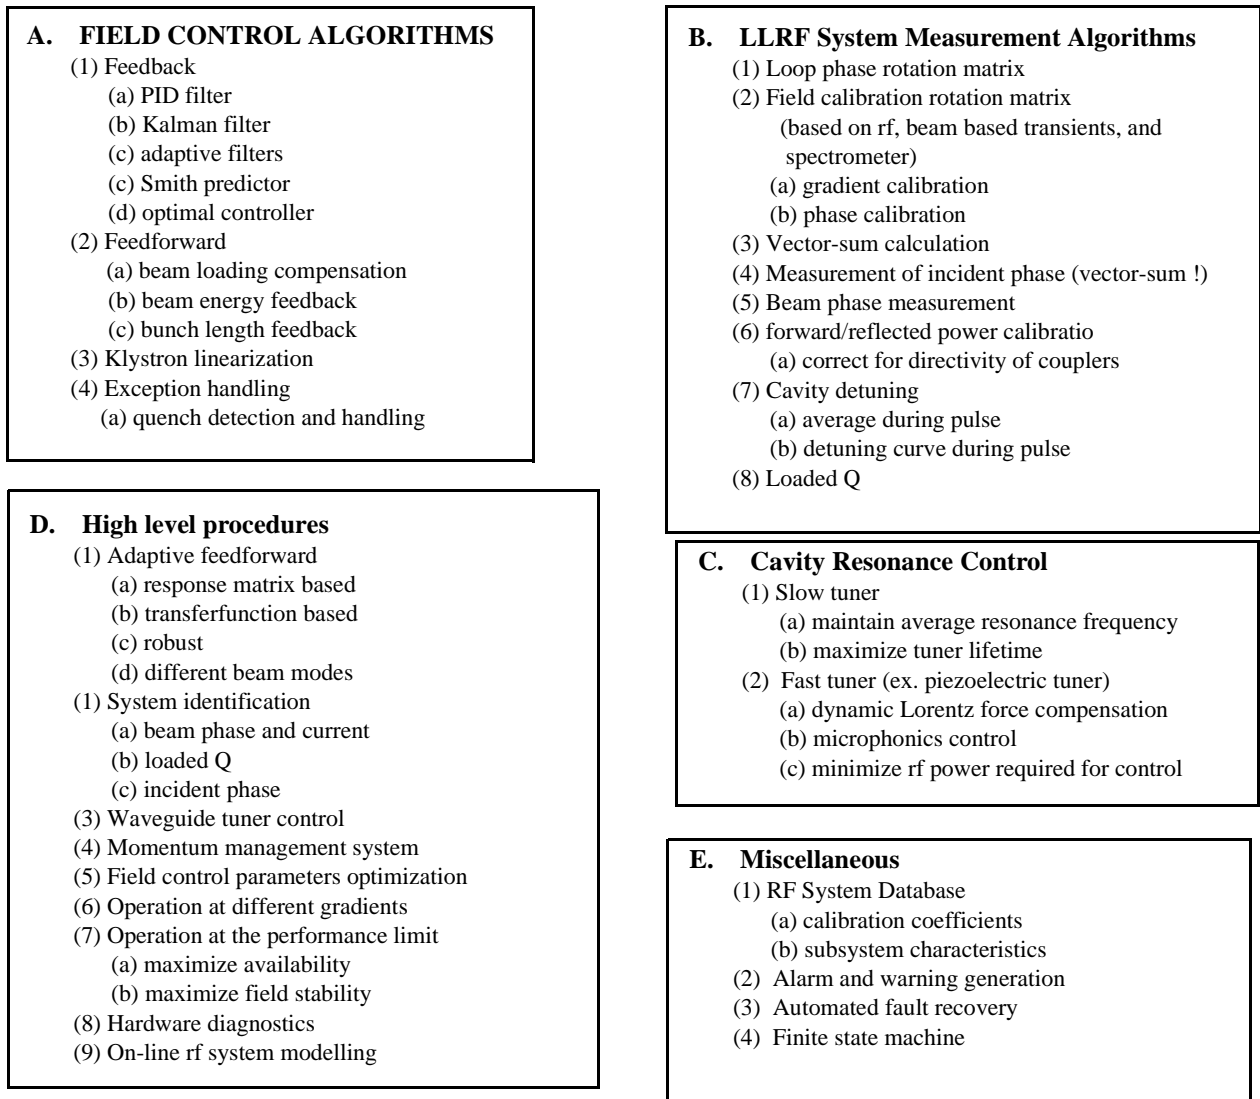 A. FIELD CONTROL ALGORITHMS
(1) Feedback
(a) PID filter
(b) Kalman filter
(c) adaptive filters
(c) Smith predictor
(d) optimal controller
(2) Feedforward
(a) beam loading compensation
(b) beam energy feedback
(c) bunch length feedback
(3) Klystron linearization
(4) Exception handling
(a) quench detection and handling
B. LLRF System Measurement Algorithms
(1) Loop phase rotation matrix
(2) Field calibration rotation matrix
(based on rf, beam based transients, and
spectrometer)
(a) gradient calibration
(b) phase calibration
(3) Vector-sum calculation
(4) Measurement of incident phase (vector-sum !)
(5) Beam phase measurement
(6) forward/reflected power calibratio
(a) correct for directivity of couplers
(7) Cavity detuning
(a) average during pulse
(b) detuning curve during pulse
(8) Loaded Q
C. Cavity Resonance Control
(1) Slow tuner
(a) maintain average resonance frequency
(b) maximize tuner lifetime
(2) Fast tuner (ex. piezoelectric tuner)
(a) dynamic Lorentz force compensation
(b) microphonics control
(c) minimize rf power required for control
D. High level procedures
(1) Adaptive feedforward
(a) response matrix based
(b) transferfunction based
(c) robust
(d) different beam modes
(1) System identification
(a) beam phase and current
(b) loaded Q
(c) incident phase
(3) Waveguide tuner control
(4) Momentum management system
(5) Field control parameters optimization
(6) Operation at different gradients
(7) Operation at the performance limit
(a) maximize availability
(b) maximize field stability
(8) Hardware diagnostics
(9) On-line rf system modelling
E. Miscellaneous
(1) RF System Database
(a) calibration coefficients
(b) subsystem characteristics
(2) Alarm and warning generation
(3) Automated fault recovery
(4) Finite state machine